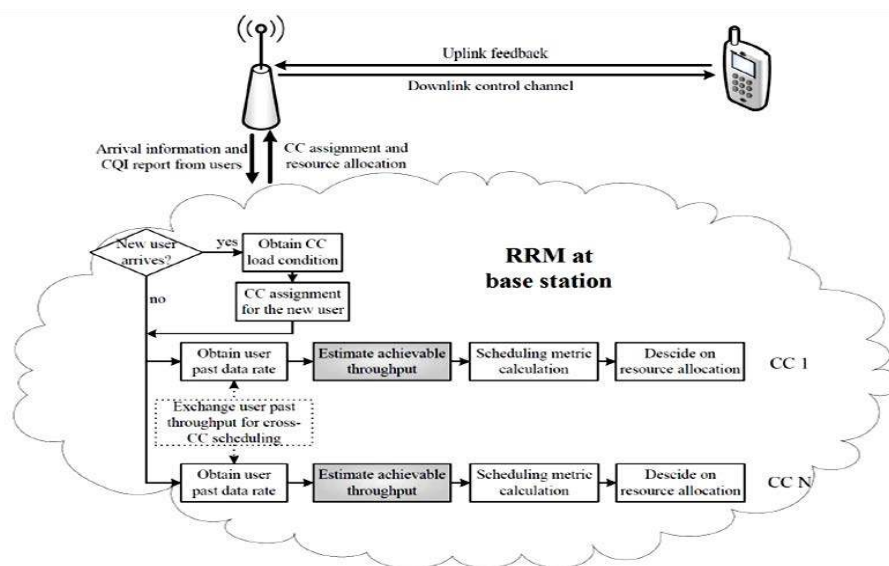 Uplink feedback
Downlink control channel
Arrival information and
CQI report from users
CC assignment and
resource allocation
New user
arrives?
yes
no
Obtain CC
load condition
CC assignment
for the new user
RRM at
base station
Obtain user
past data rate
Estimate achievable
throughput
Scheduling metric
calculation
Descide on
resource allocation
CC 1
Exchange user past
throughput for cross-
CC scheduling
Obtain user
past data rate
Estimate achievable
throughput
Scheduling metric
calculation
Descide on
resource allocation
CC N